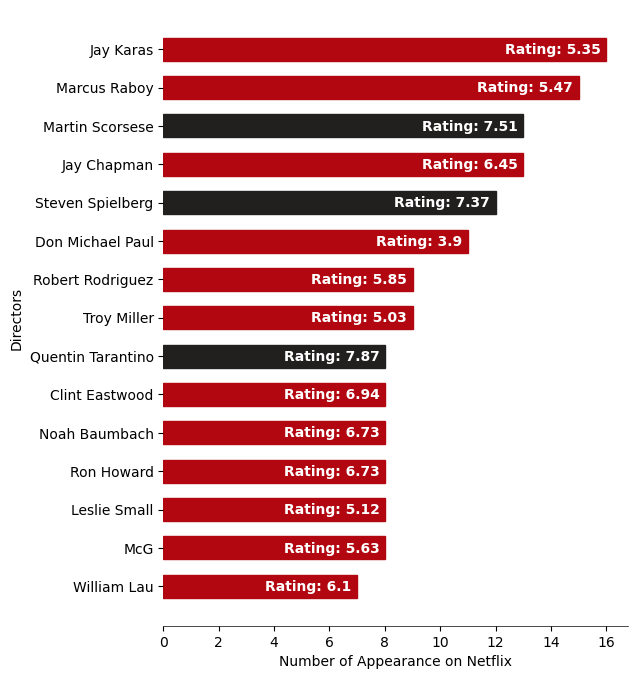 Jay Karas Rating: 5.35
Marcus Raboy Rating: 5.47
Martin Scorsese Rating: 7.51
Jay Chapman Rating: 6.45
Steven Spielberg Rating: 7.37
Don Michael Paul Rating: 3.9
Robert Rodriguez Rating: 5.85
Troy Miller Rating: 5.03
Quentin Tarantino Rating: 7.87
Clint Eastwood Rating: 6.94
Noah Baumbach Rating: 6.73
Ron Howard Rating: 6.73
Leslie Small Rating: 5.12
McG Rating: 5.63
William Lau Rating: 6.1
Directors
0 2 4 6 8 10 12 14 16
Number of Appearance on Netflix